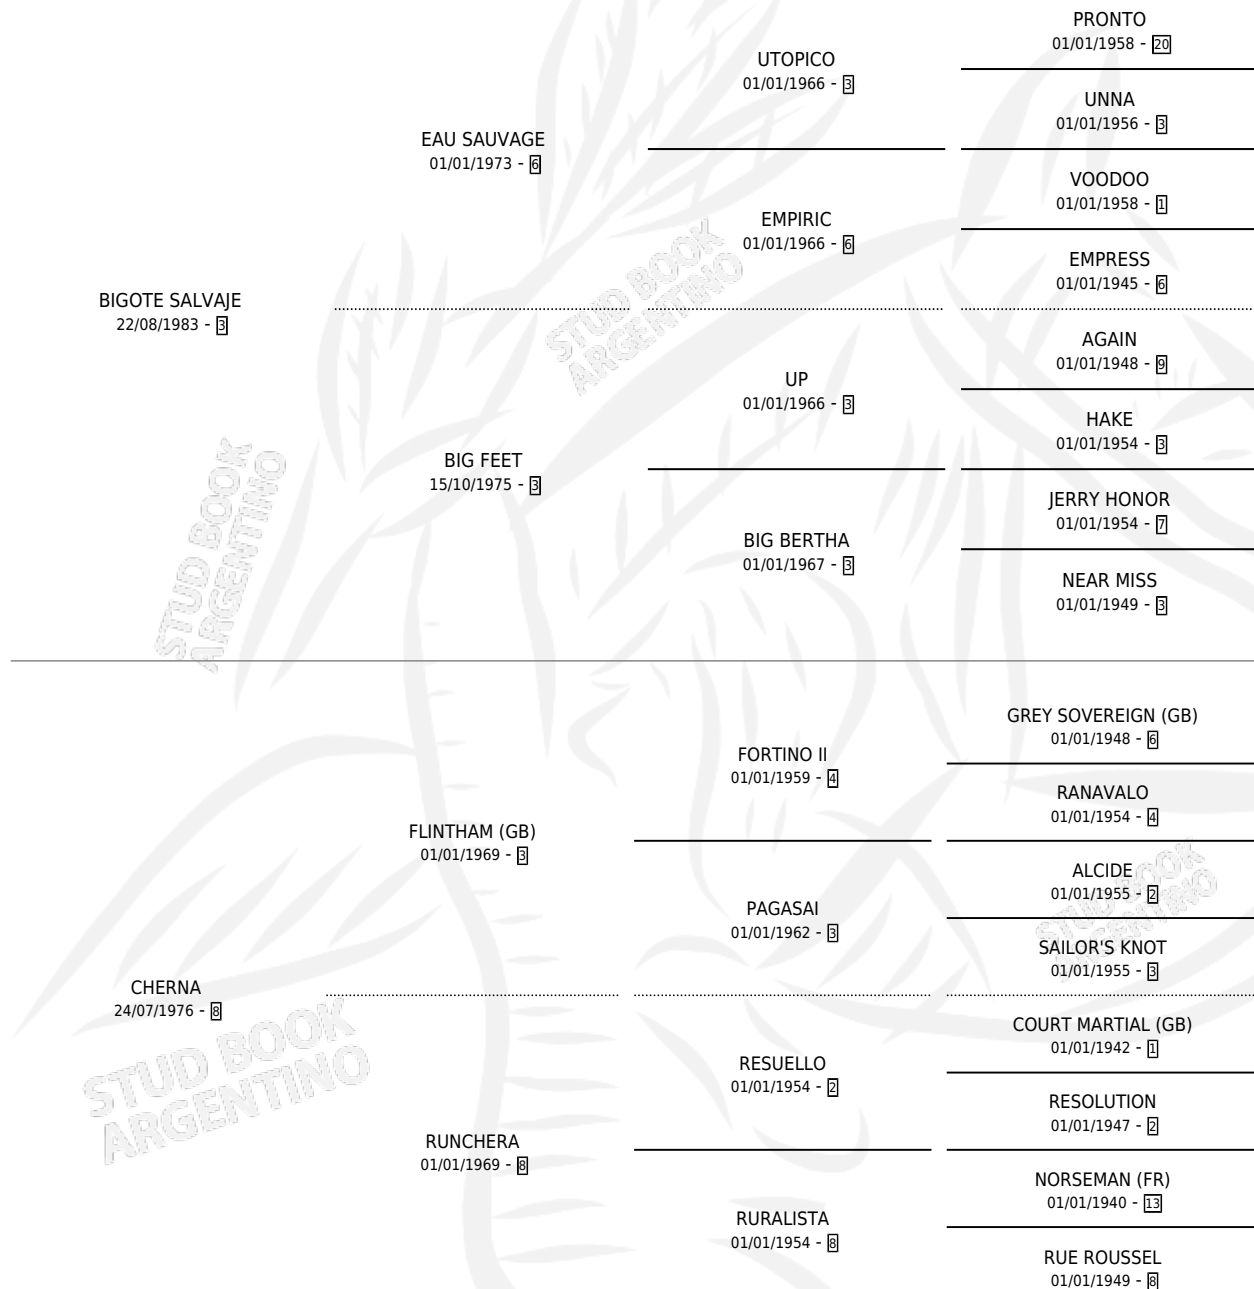 PRONTO
01/01/1958 - 20
UTOPICO
01/01/1966 - 3
UNNA
01/01/1956 - 3
EAU SAUVAGE
01/01/1973 - 6
VOODOO
01/01/1958 - 1
EMPIRIC
01/01/1966 - 6
EMPRESS
01/01/1945 - 6
BIGOTE SALVAJE
22/08/1983 - 3
AGAIN
01/01/1948 - 9
UP
01/01/1966 - 3
HAKE
01/01/1954 - 3
BIG FEET
15/10/1975 - 3
JERRY HONOR
01/01/1954 - 7
BIG BERTHA
01/01/1967 - 3
NEAR MISS
01/01/1949 - 3
GREY SOVEREIGN (GB)
01/01/1948 - 6
FORTINO II
01/01/1959 - 4
RANAVALO
01/01/1954 - 4
FLINTHAM (GB)
01/01/1969 - 3
ALCIDE
01/01/1955 - 2
PAGASAI
01/01/1962 - 3
SAILOR'S KNOT
01/01/1955 - 3
CHERNA
24/07/1976 - 8
COURT MARTIAL (GB)
01/01/1942 - 1
RESUELLO
01/01/1954 - 2
RESOLUTION
01/01/1947 - 2
RUNCHERA
01/01/1969 - 8
NORSEMAN (FR)
01/01/1940 - 13
RURALISTA
01/01/1954 - 8
RUE ROUSSEL
01/01/1949 - 8
STUD BOOK
ARGENTINO
STUD BOOK
ARGENTINO
STUD BOOK
ARGENTINO
STUD BOOK
ARGENTINO